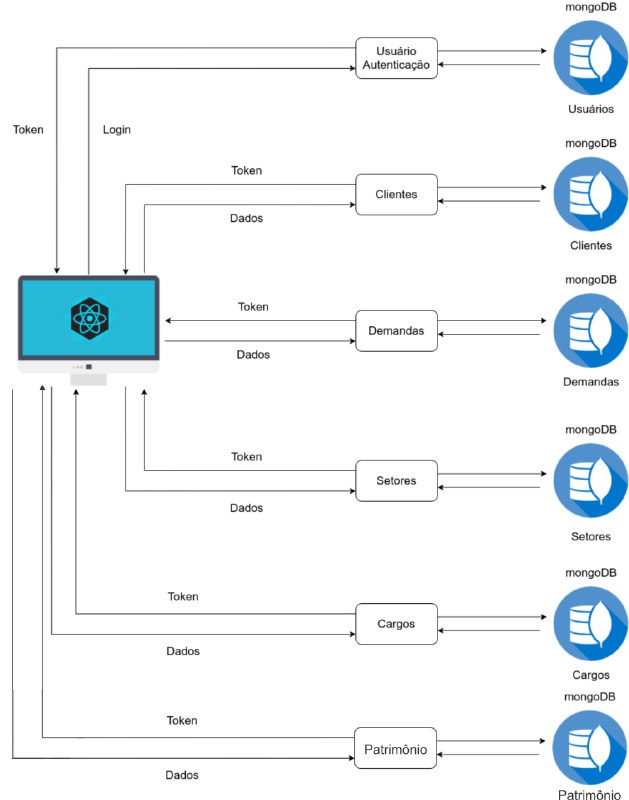 mongoDB
Usuário
Autenticação
Usuários
Token
Login
mongoDB
Token
Clientes
Dados
Clientes
mongoDB
Token
Demandas
Dados
Demandas
mongoDB
Token
Setores
Dados
Setores
mongoDB
Token
Cargos
Dados
Cargos
mongoDB
Token
Patrimônio
Dados
Patrimônio